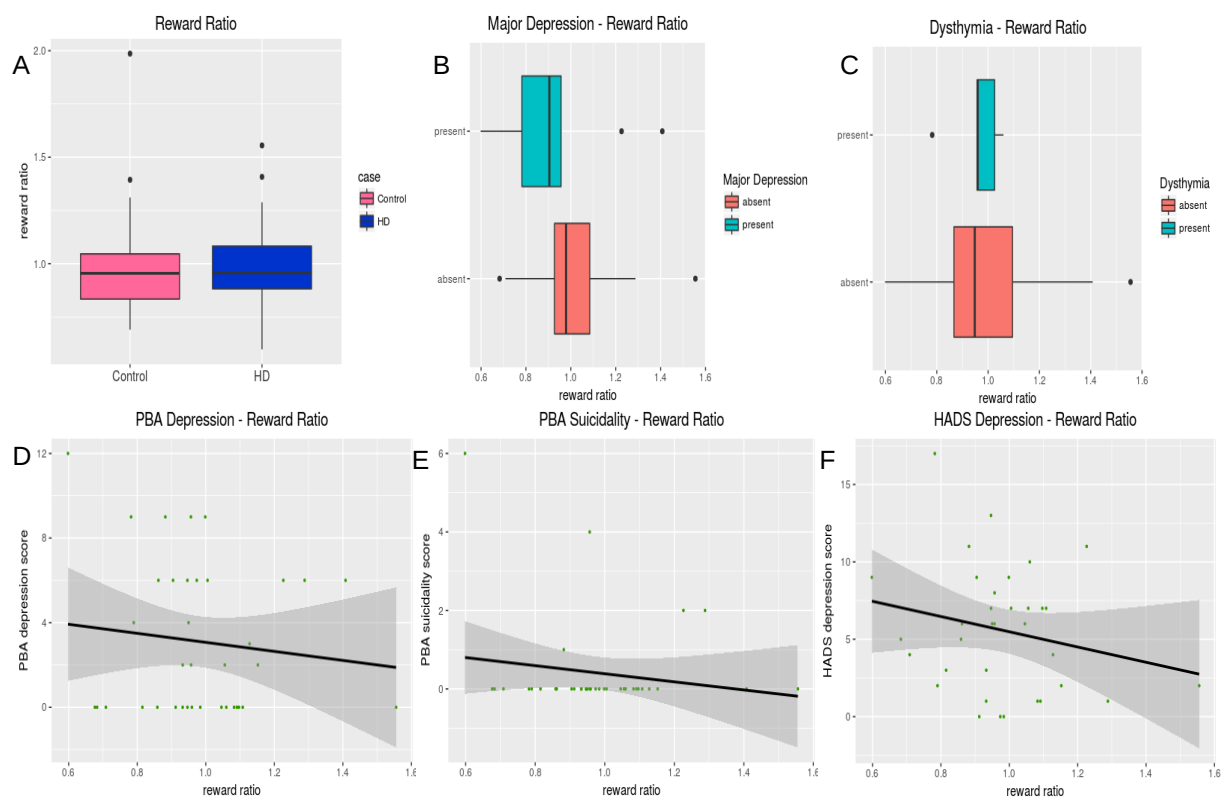 Reward Ratio
A
2.0
1.5
1.0
reward ratio
Control
HD
case
Control
HD
Major Depression - Reward Ratio
B
present
absent
0.6 0.8 1.0 1.2 1.4 1.6
reward ratio
Major Depression
absent
present
Dysthymia - Reward Ratio
C
present
absent
0.6 0.8 1.0 1.2 1.4 1.6
reward ratio
Dysthymia
absent
present
PBA Depression - Reward Ratio
D
12
8
4
0
PBA depression score
0.6 0.8 1.0 1.2 1.4 1.6
reward ratio
PBA Suicidality - Reward Ratio
E
6
4
2
0
PBA suicidality score
0.6 0.8 1.0 1.2 1.4 1.6
reward ratio
HADS Depression - Reward Ratio
F
15
10
5
0
HADS depression score
0.6 0.8 1.0 1.2 1.4 1.6
reward ratio